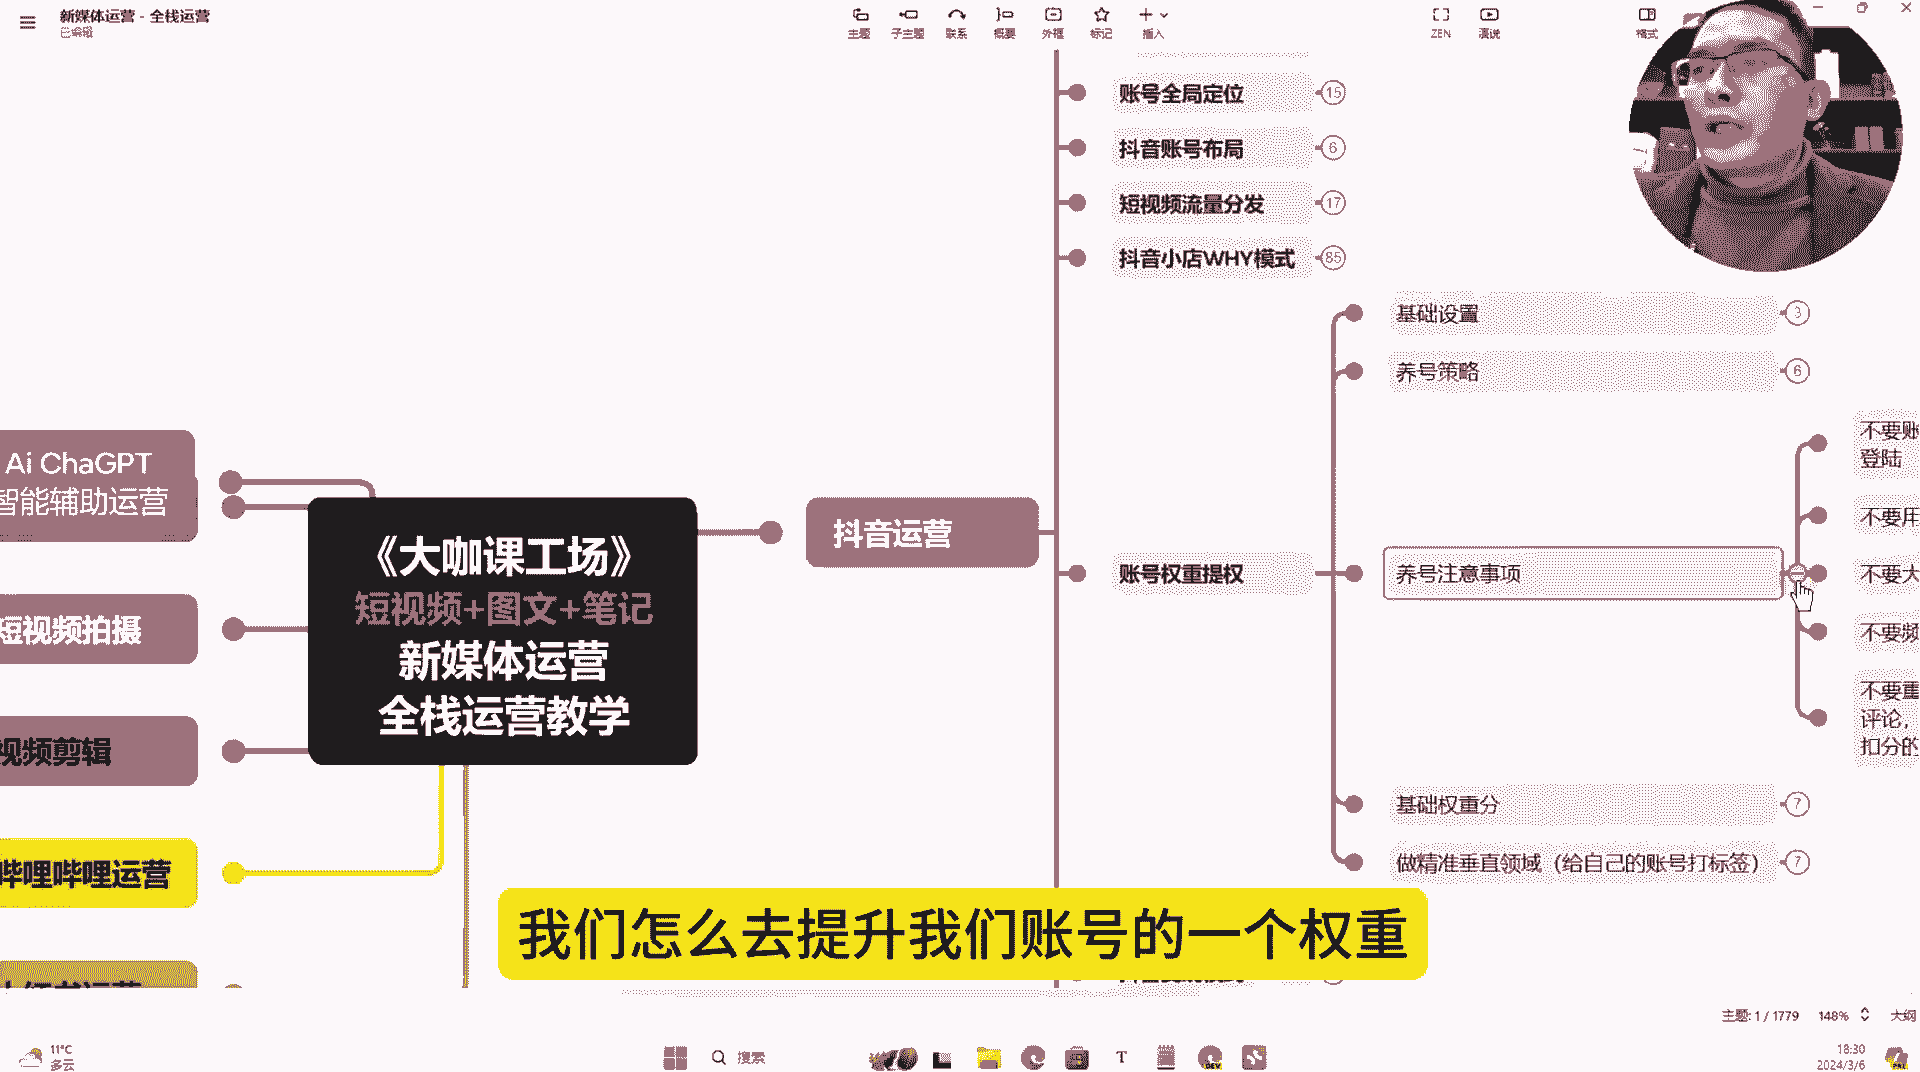 新媒体运营 - 全栈运营
已编辑
主题
子主题
联系
概要
外框
标记
插入
ZEN
演说
格式
账号全局定位
15
抖音账号布局
6
短视频流量分发
17
抖音小店WHY模式
85
基础设置
3
养号策略
6
不要账
登陆
不要用
Ai ChaGPT
智能辅助运营
《大咖课工场》
短视频+图文+笔记
新媒体运营
全栈运营教学
抖音运营
账号权重提权
养号注意事项
不要大
不要频
不要重
评论，
扣分的
短视频拍摄
视频剪辑
基础权重分
7
做精准垂直领域（给自己的账号打标签）
7
哔哩哔哩运营
我们怎么去提升我们账号的一个权重
主题: 1 / 1779
148%
大纲
11°C
多云
搜索
18:30
2024/3/6